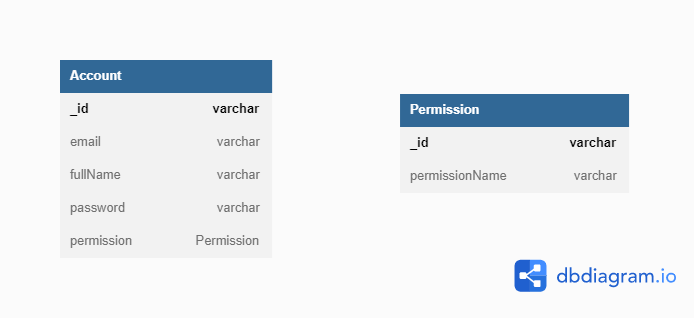 Account
_id varchar
email varchar
fullName varchar
password varchar
permission Permission
Permission
_id varchar
permissionName varchar
dbdiagram.io